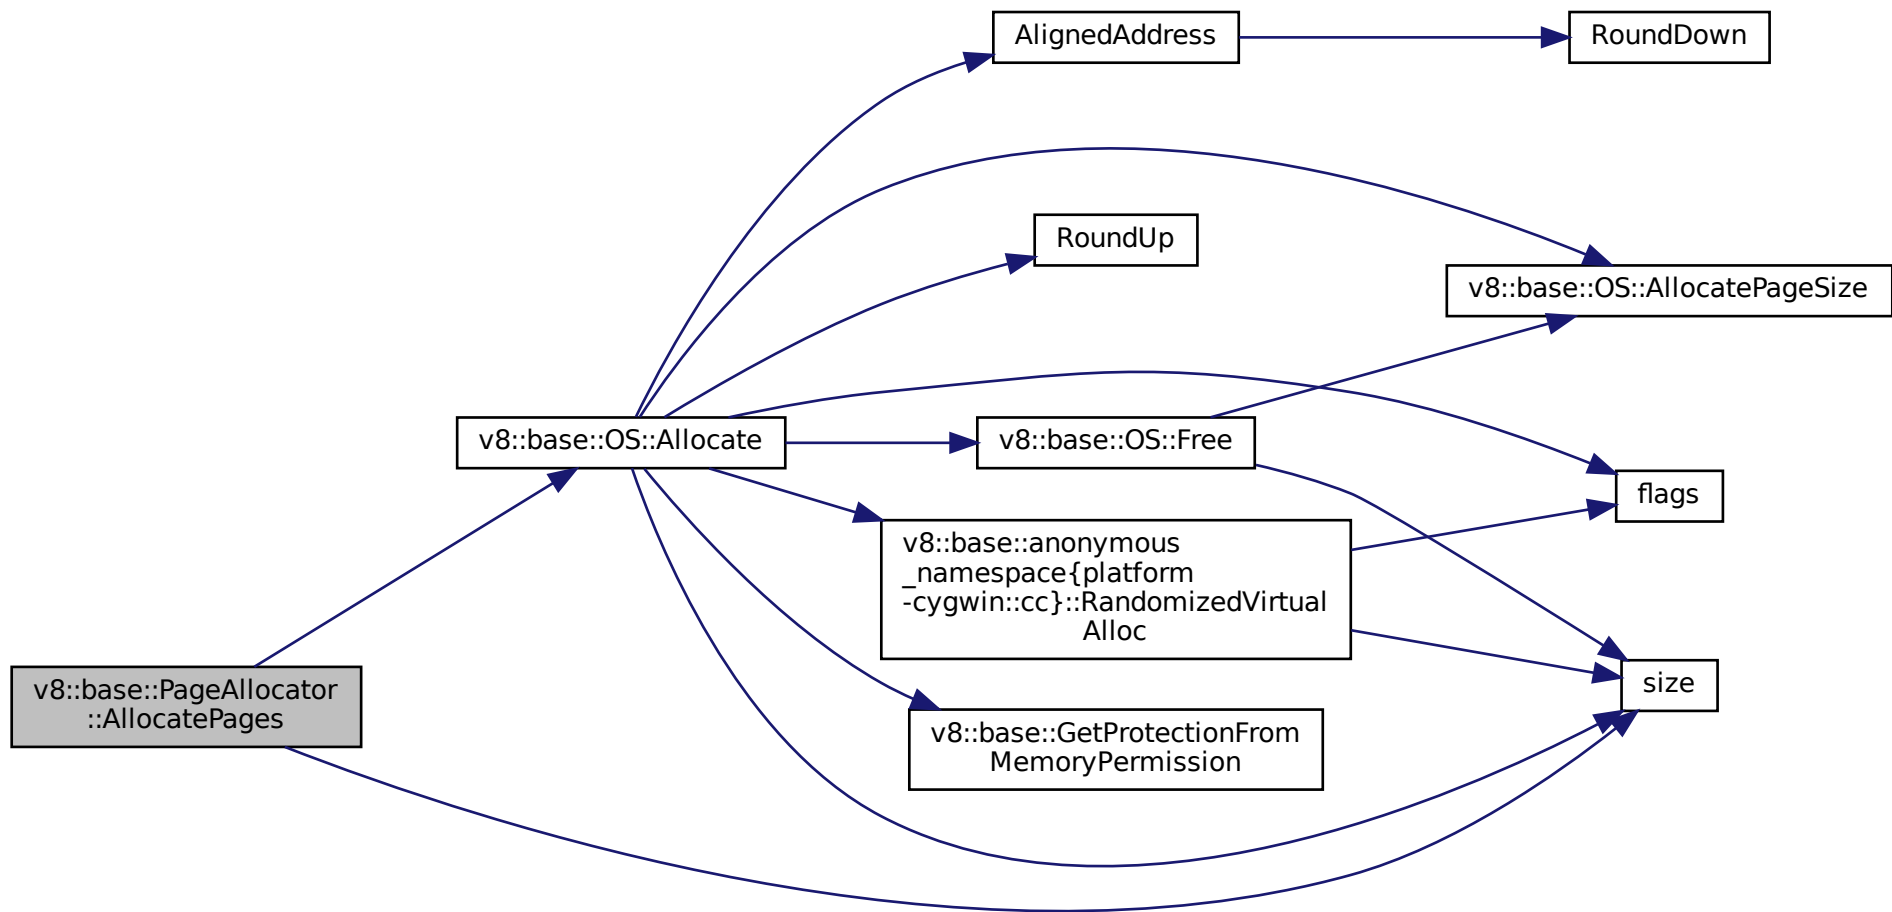 AlignedAddress
RoundDown
RoundUp
v8::base::OS::AllocatePageSize
v8::base::OS::Allocate
v8::base::OS::Free
flags
v8::base::anonymous
_namespace{platform
-cygwin::cc}::RandomizedVirtual
Alloc
size
v8::base::PageAllocator
::AllocatePages
v8::base::GetProtectionFrom
MemoryPermission